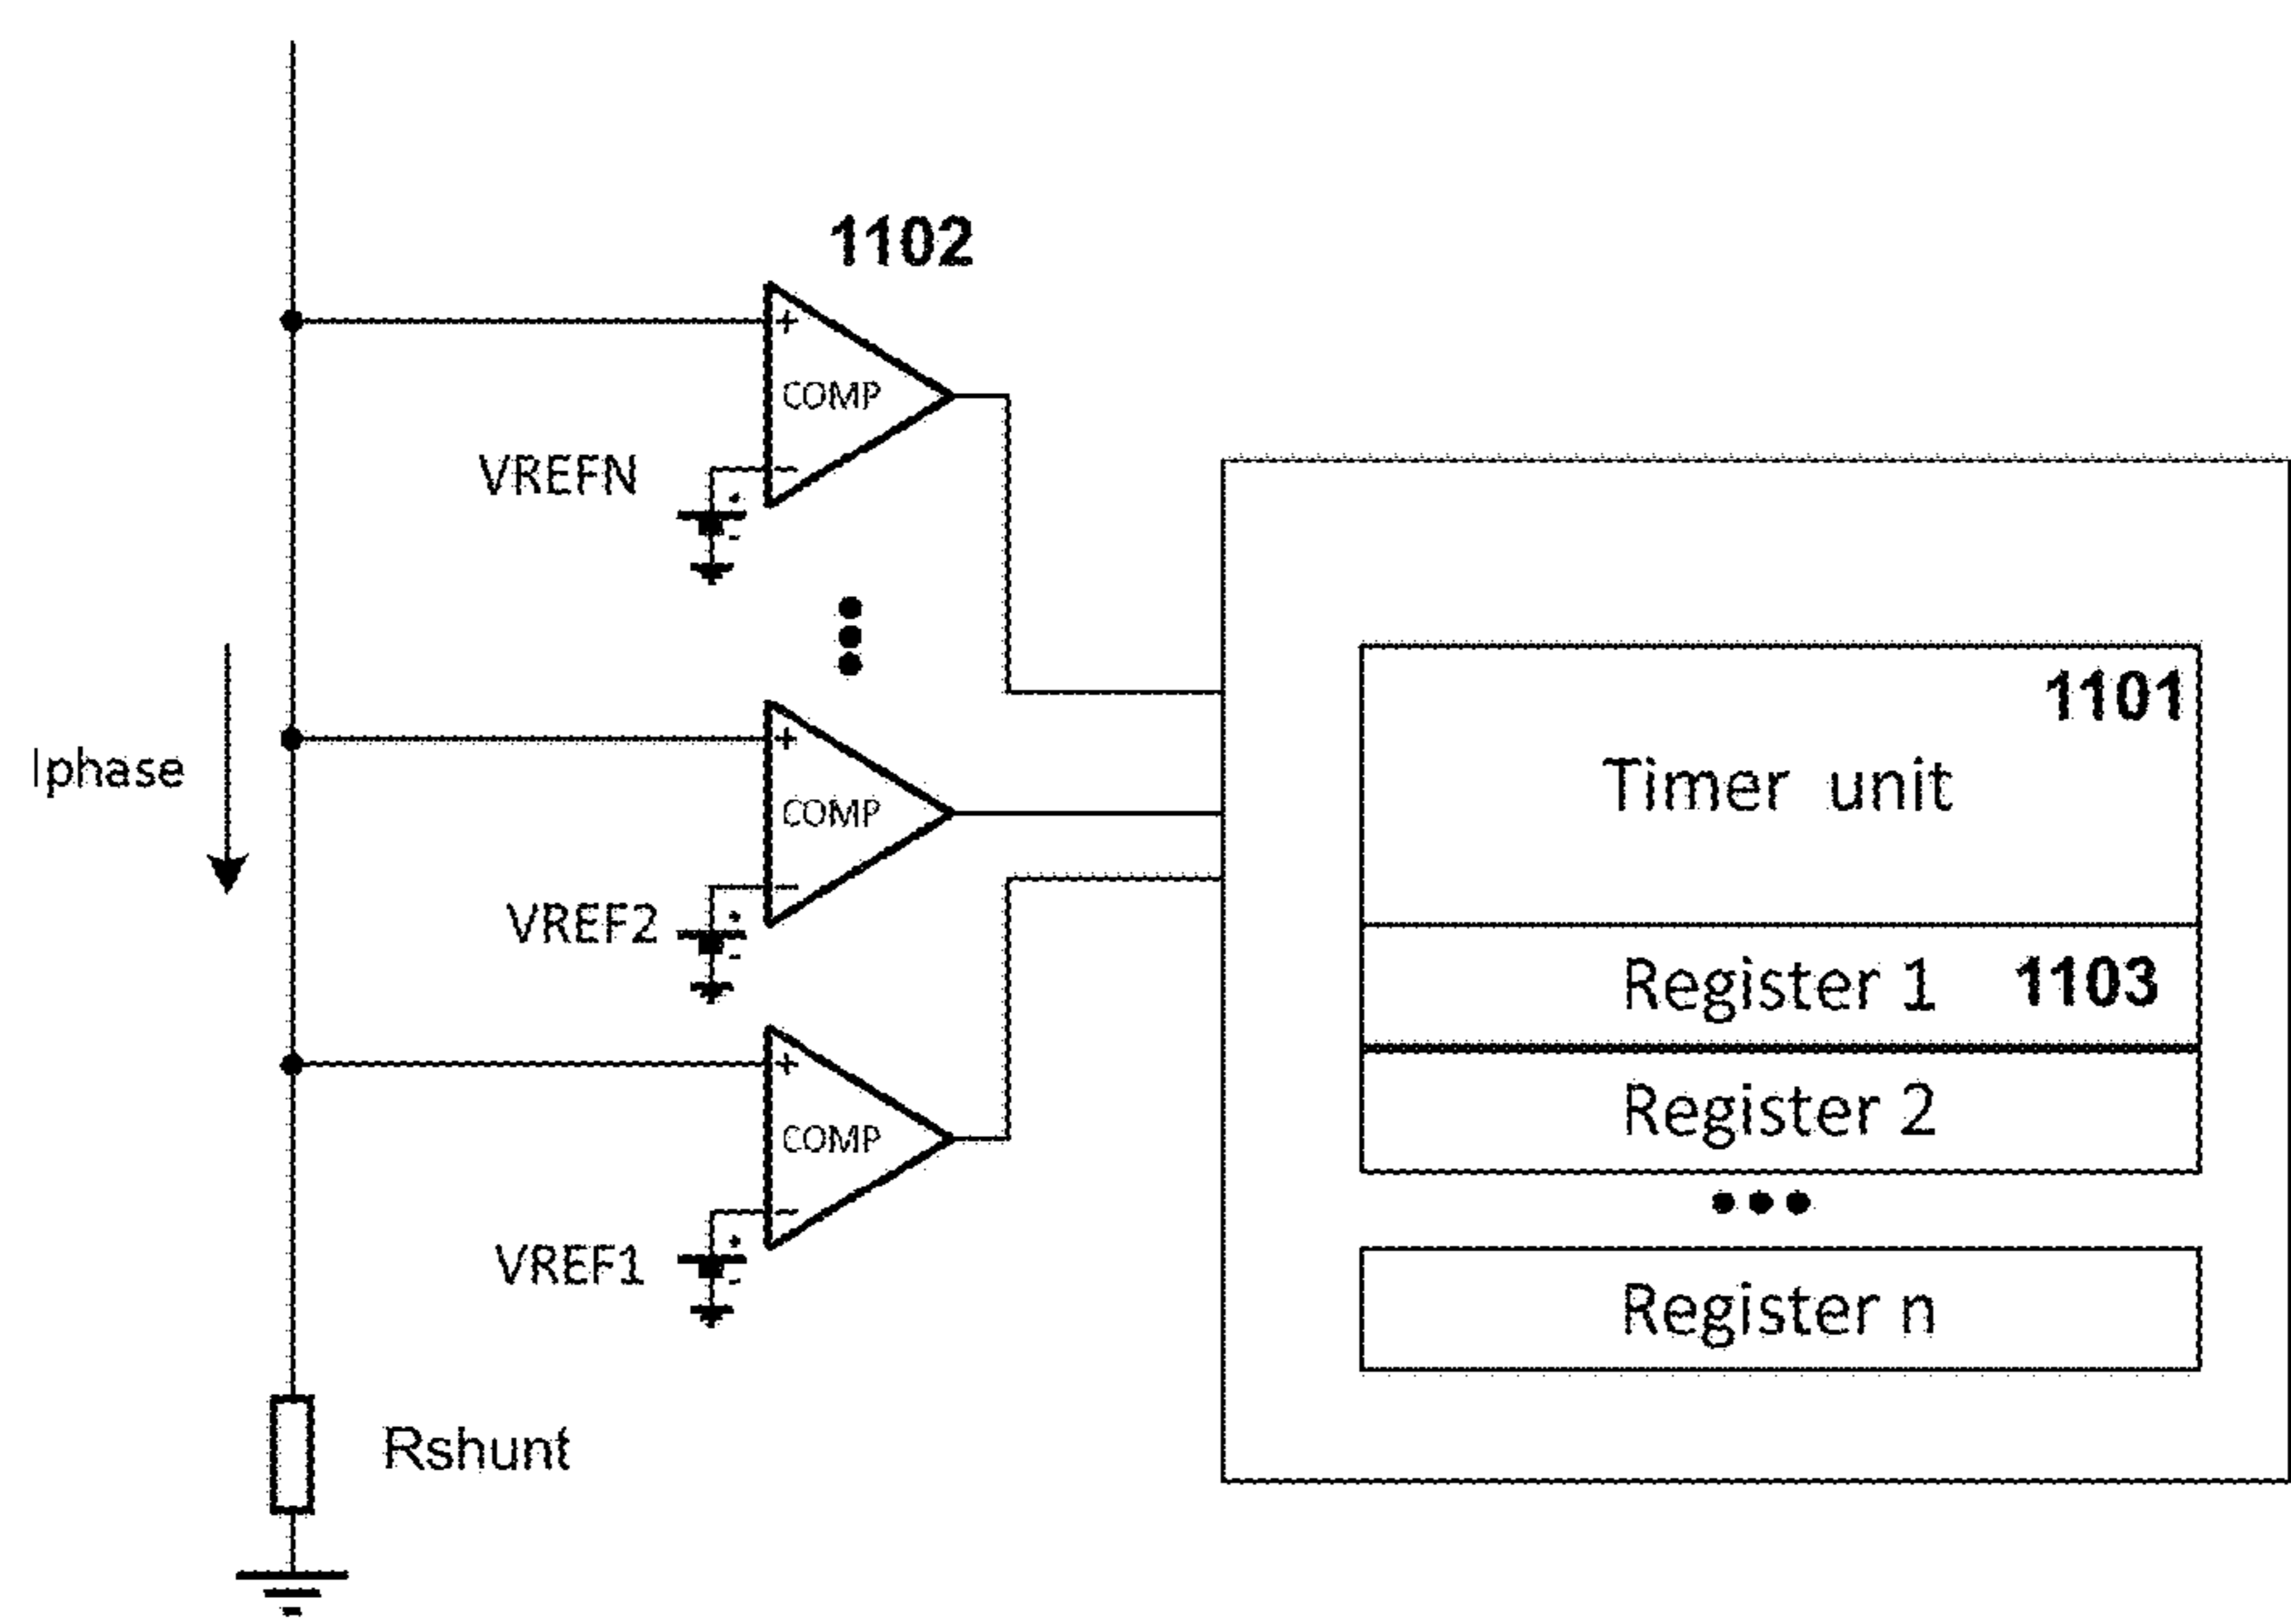 1102
+
COMP
VREFN
-
1101
Timer unit
Iphase
+
COMP
VREF2
-
Register 1 1103
Register 2
+
COMP
VREF1
-
Register n
Rshunt